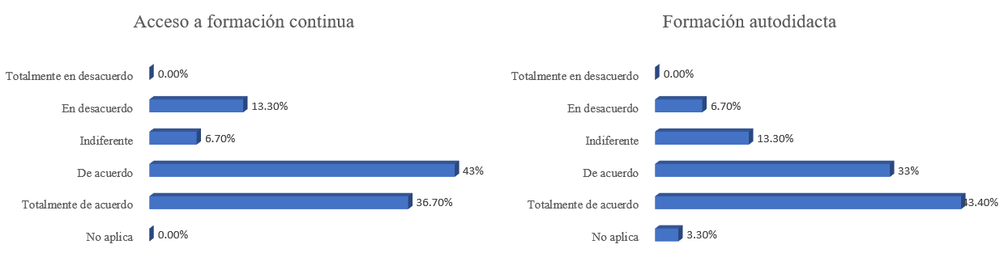 Acceso a formación continua
Totalmente en desacuerdo 0.00%
En desacuerdo 13.30%
Indiferente 6.70%
De acuerdo 43%
Totalmente de acuerdo 36.70%
No aplica 0.00%
Formación autodidacta
Totalmente en desacuerdo 0.00%
En desacuerdo 6.70%
Indiferente 13.30%
De acuerdo 33%
Totalmente de acuerdo 43.40%
No aplica 3.30%